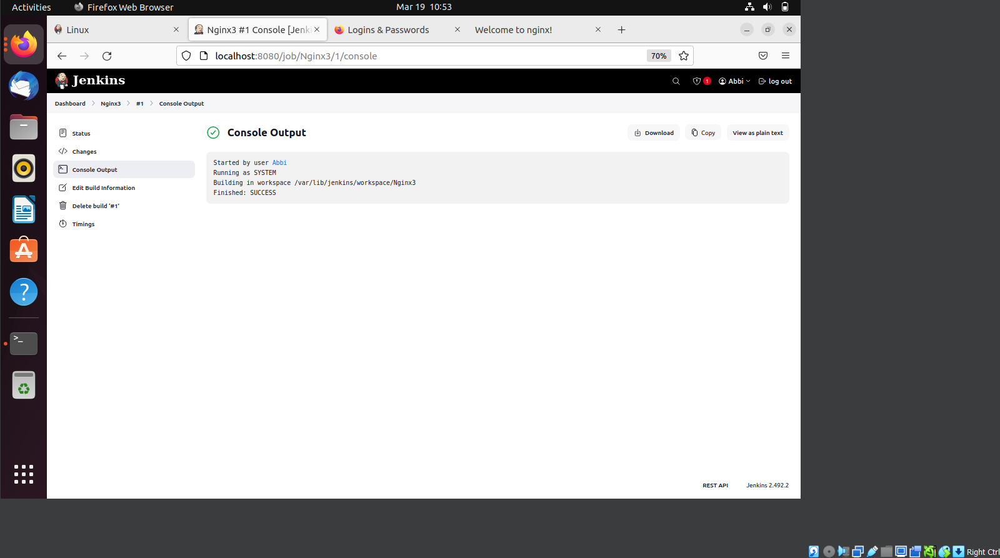 Activities Firefox Web Browser Mar 19 10:53
Linux Nginx3 #1 Console [Jenki Logins & Passwords Welcome to nginx!
localhost:8080/job/Nginx3/1/console 70%
Jenkins 1 Abbi log out
Dashboard Nginx3 #1 Console Output
Status
Changes
Console Output
Edit Build Information
Delete build ‘#1’
Timings
Console Output Download Copy View as plain text
Started by user Abbi
Running as SYSTEM
Building in workspace /var/lib/jenkins/workspace/Nginx3
Finished: SUCCESS
REST API Jenkins 2.492.2
Right Ctrl